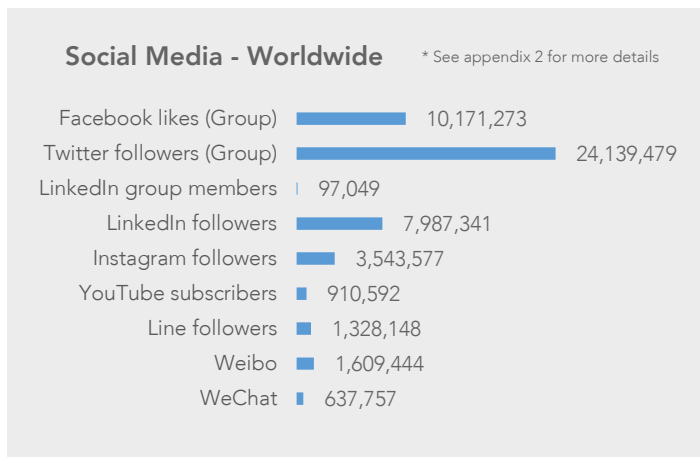 Social Media - Worldwide * See appendix 2 for more details
Facebook likes (Group) 10,171,273
Twitter followers (Group) 24,139,479
LinkedIn group members 97,049
LinkedIn followers 7,987,341
Instagram followers 3,543,577
YouTube subscribers 910,592
Line followers 1,328,148
Weibo 1,609,444
WeChat 637,757